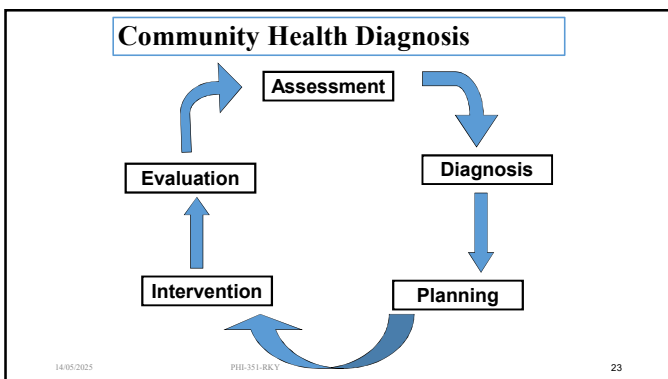 Community Health Diagnosis
Assessment
Evaluation
Diagnosis
Intervention
Planning
14/05/2025
PHI-351-RKY
23